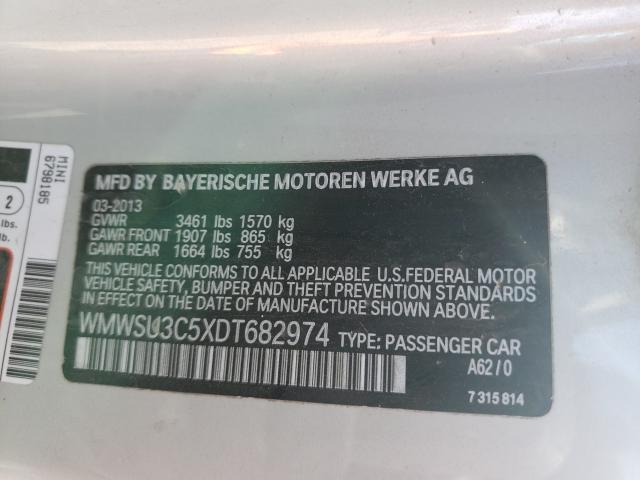 MFD BY BAYERISCHE MOTOREN WERKE AG
03-2013
GVWR 3461 lbs 1570 kg
GAWR FRONT 1907 lbs 865 kg
GAWR REAR 1664 lbs 755 kg
THIS VEHICLE CONFORMS TO ALL APPLICABLE U.S.FEDERAL MOTOR
VEHICLE SAFETY, BUMPER AND THEFT PREVENTION STANDARDS
IN EFFECT ON THE DATE OF MANUFACTURE SHOWN ABOVE.
WMWSU3C5XDT682974 TYPE: PASSENGER CAR
A62/0
7 315 814
MINI
6798185
2
lbs.
lb.